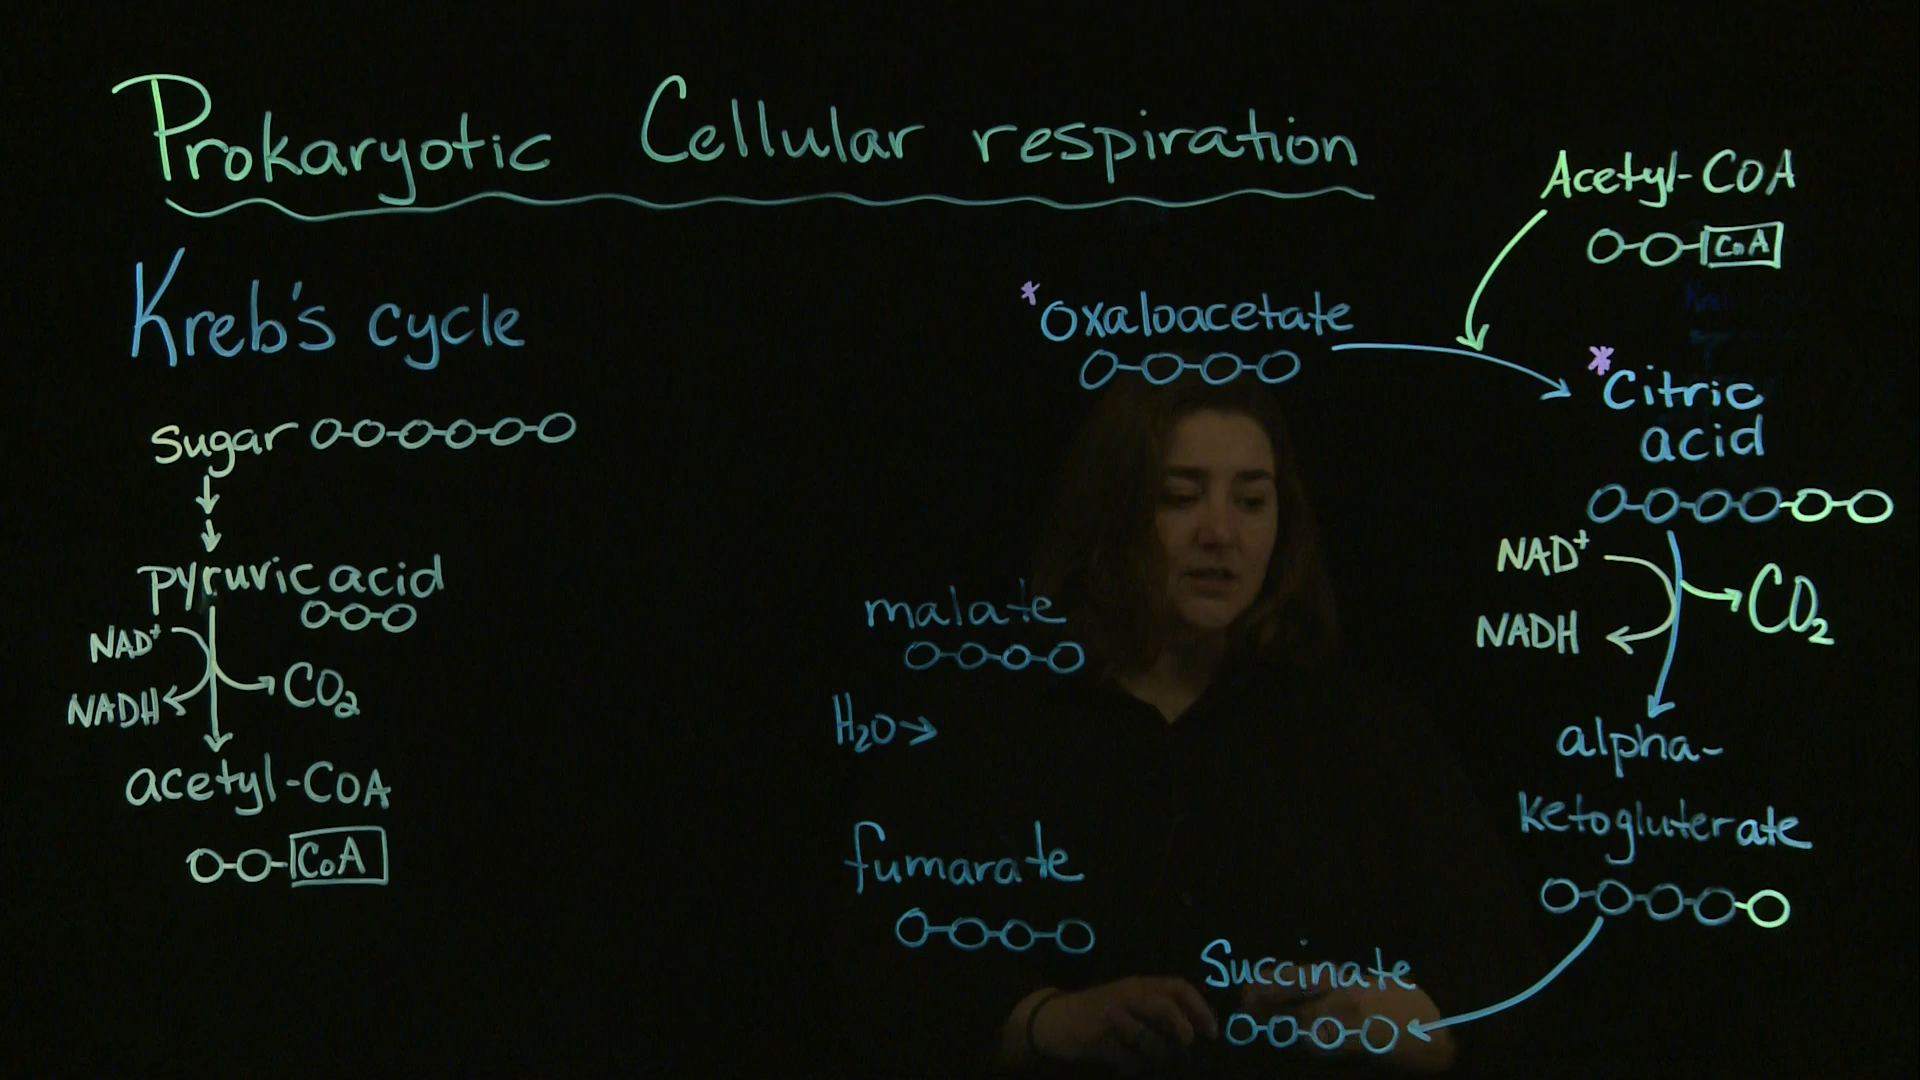 Prokaryotic Cellular respiration
Kreb's cycle
Sugar
pyruvic acid
NAD+
NADH
CO2
acetyl-CoA
CoA
Acetyl-CoA
CoA
*Oxaloacetate
*Citric
acid
NAD+
NADH
CO2
alpha-
ketogluterate
Succinate
fumarate
H2O →
malate